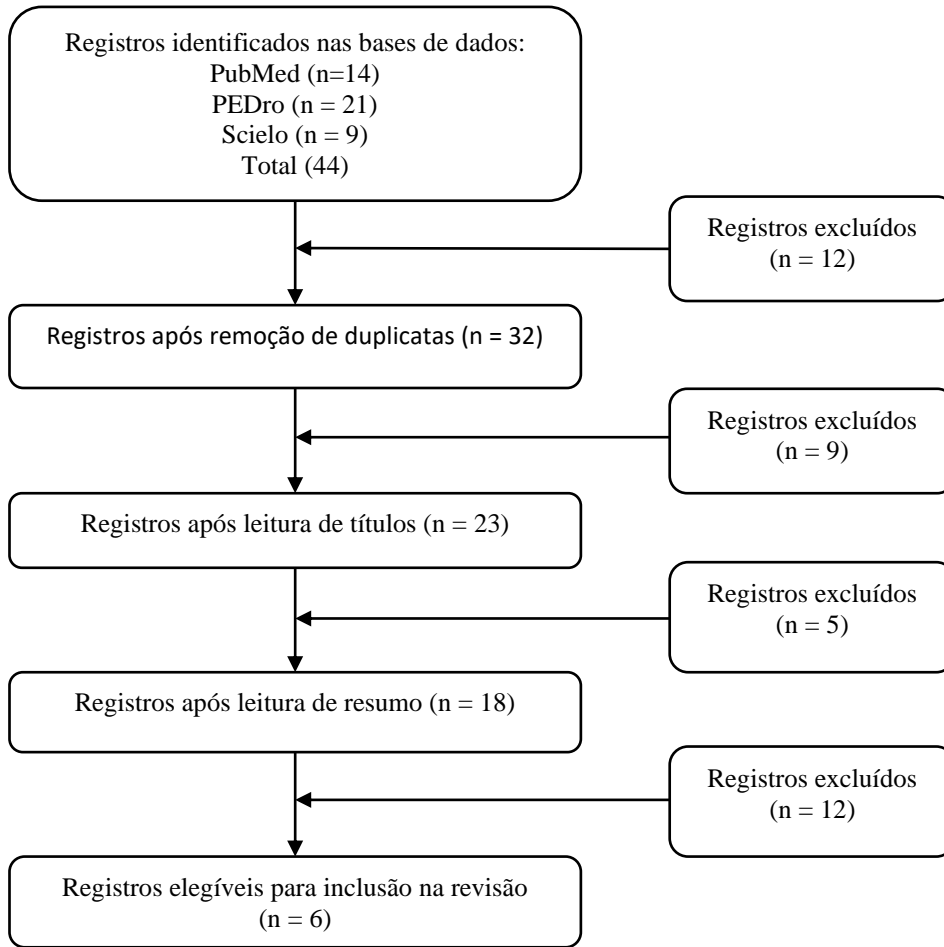 Registros identificados nas bases de dados:
PubMed (n=14)
PEDro (n = 21)
Scielo (n = 9)
Total (44)
Registros excluídos
(n = 12)
Registros após remoção de duplicatas (n = 32)
Registros excluídos
(n = 9)
Registros após leitura de títulos (n = 23)
Registros excluídos
(n = 5)
Registros após leitura de resumo (n = 18)
Registros excluídos
(n = 12)
Registros elegíveis para inclusão na revisão
(n = 6)